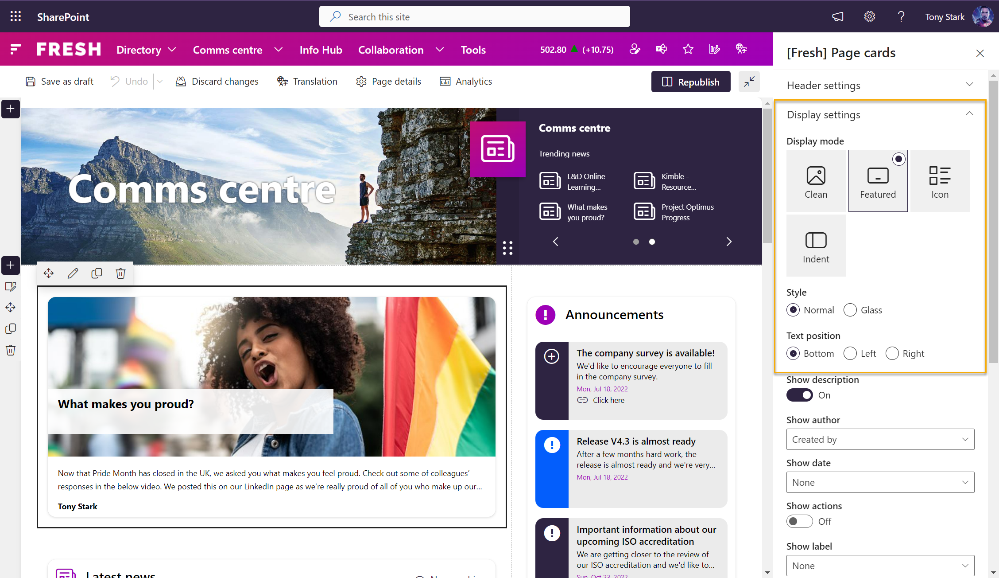 SharePoint
Search this site
Tony Stark
FRESH
Directory
Comms centre
Info Hub
Collaboration
Tools
502.80
(+10.75)
Save as draft
Undo
Discard changes
Translation
Page details
Analytics
Republish
Comms centre
Comms centre
Trending news
L&D Online
Learning...
Kimble -
Resource...
What makes
you proud?
Project Optimus
Progress
What makes you proud?
Now that Pride Month has closed in the UK, we asked you what makes you feel proud. Check out some of colleagues’
responses in the below video. We posted this on our LinkedIn page as we’re really proud of all of you who make up our...
Tony Stark
Latest news
Announcements
The company survey is available!
We'd like to encourage everyone to fill
in the company survey.
Mon, Jul 18, 2022
Click here
Release V4.3 is almost ready
After a few months hard work, the
release is almost ready and we're very...
Mon, Jul 18, 2022
Important information about our
upcoming ISO accreditation
We are getting closer to the review of
our ISO accreditation and we'd like to...
Sun, Oct 23, 2022
[Fresh] Page cards
Header settings
Display settings
Display mode
Clean
Featured
Icon
Indent
Style
Normal
Glass
Text position
Bottom
Left
Right
Show description
On
Show author
Created by
Show date
None
Show actions
Off
Show label
None